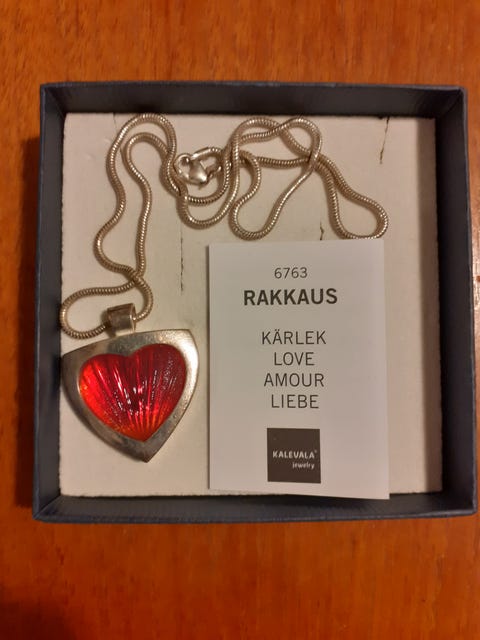 6763
RAKKAUS
KÄRLEK
LOVE
AMOUR
LIEBE
KALEVALA®
jewelry